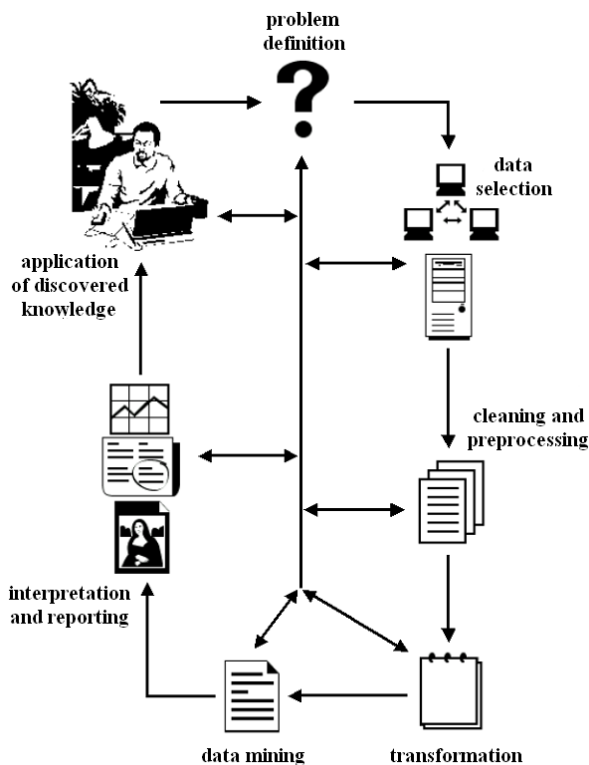 problem
definition
data
selection
application
of discovered
knowledge
cleaning and
preprocessing
interpretation
and reporting
data mining
transformation